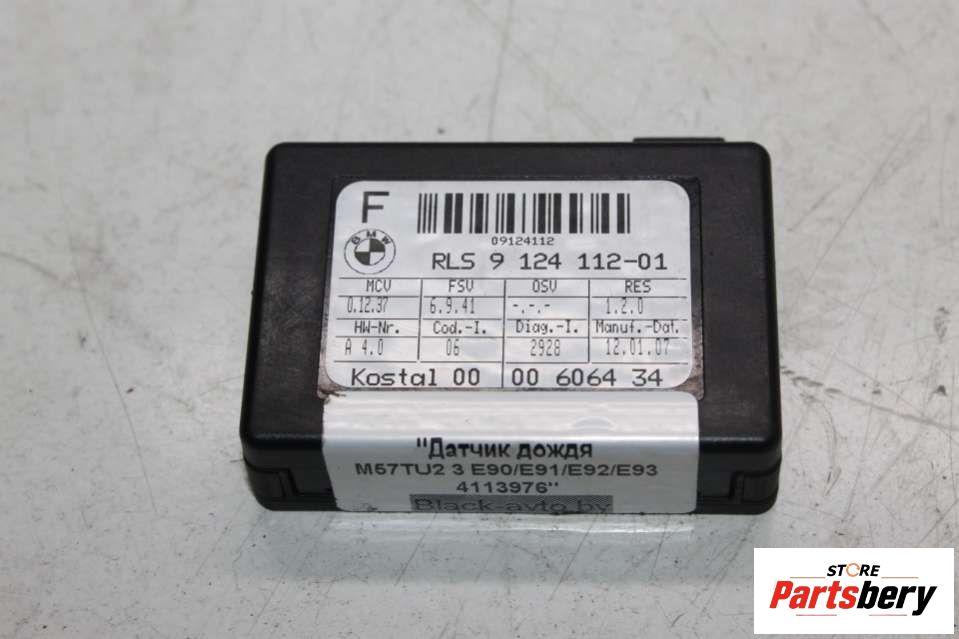 F
BMW
09124112
RLS 9 124 112-01
MCV FSV OSV RES
0.12.37 6.9.41 -.-.- 1.2.0
HW-Nr. Cod.-I. Diag.-I. Manuf.-Dat.
A 4.0 06 2928 12.01.07
Kostal 00 00 6064 34
"Датчик дождя
M57TU2 3 E90/E91/E92/E93
4113976"
Black-avto.by
STORE
Partsbery